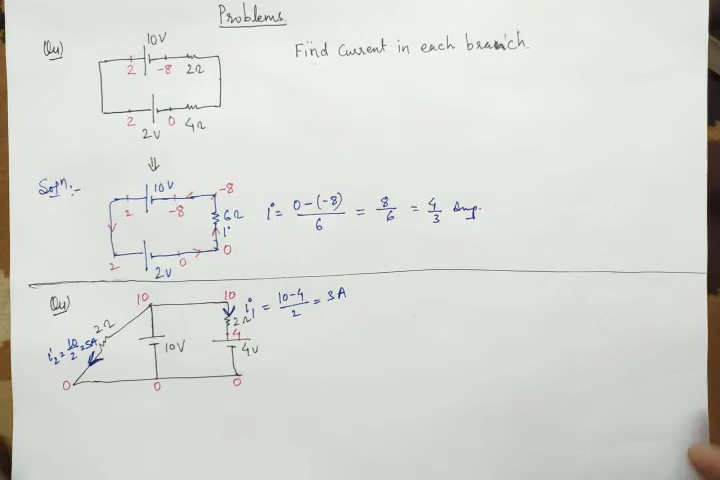 Problems
Qu) 10V Find Current in each branch.
2 -8 2Ω
2 0 4Ω
2V
⇓
Solⁿ:- 10V -8
2 -8 6Ω i = 0-(-8)/6 = 8/6 = 4/3 Amp.
i
2 0 0
2V
Qu) 10 10 i₁ = 10-4/2 = 3A
2Ω 2Ω
i₂ = 10/2 = 5A 10V 4
4V
0 0 0